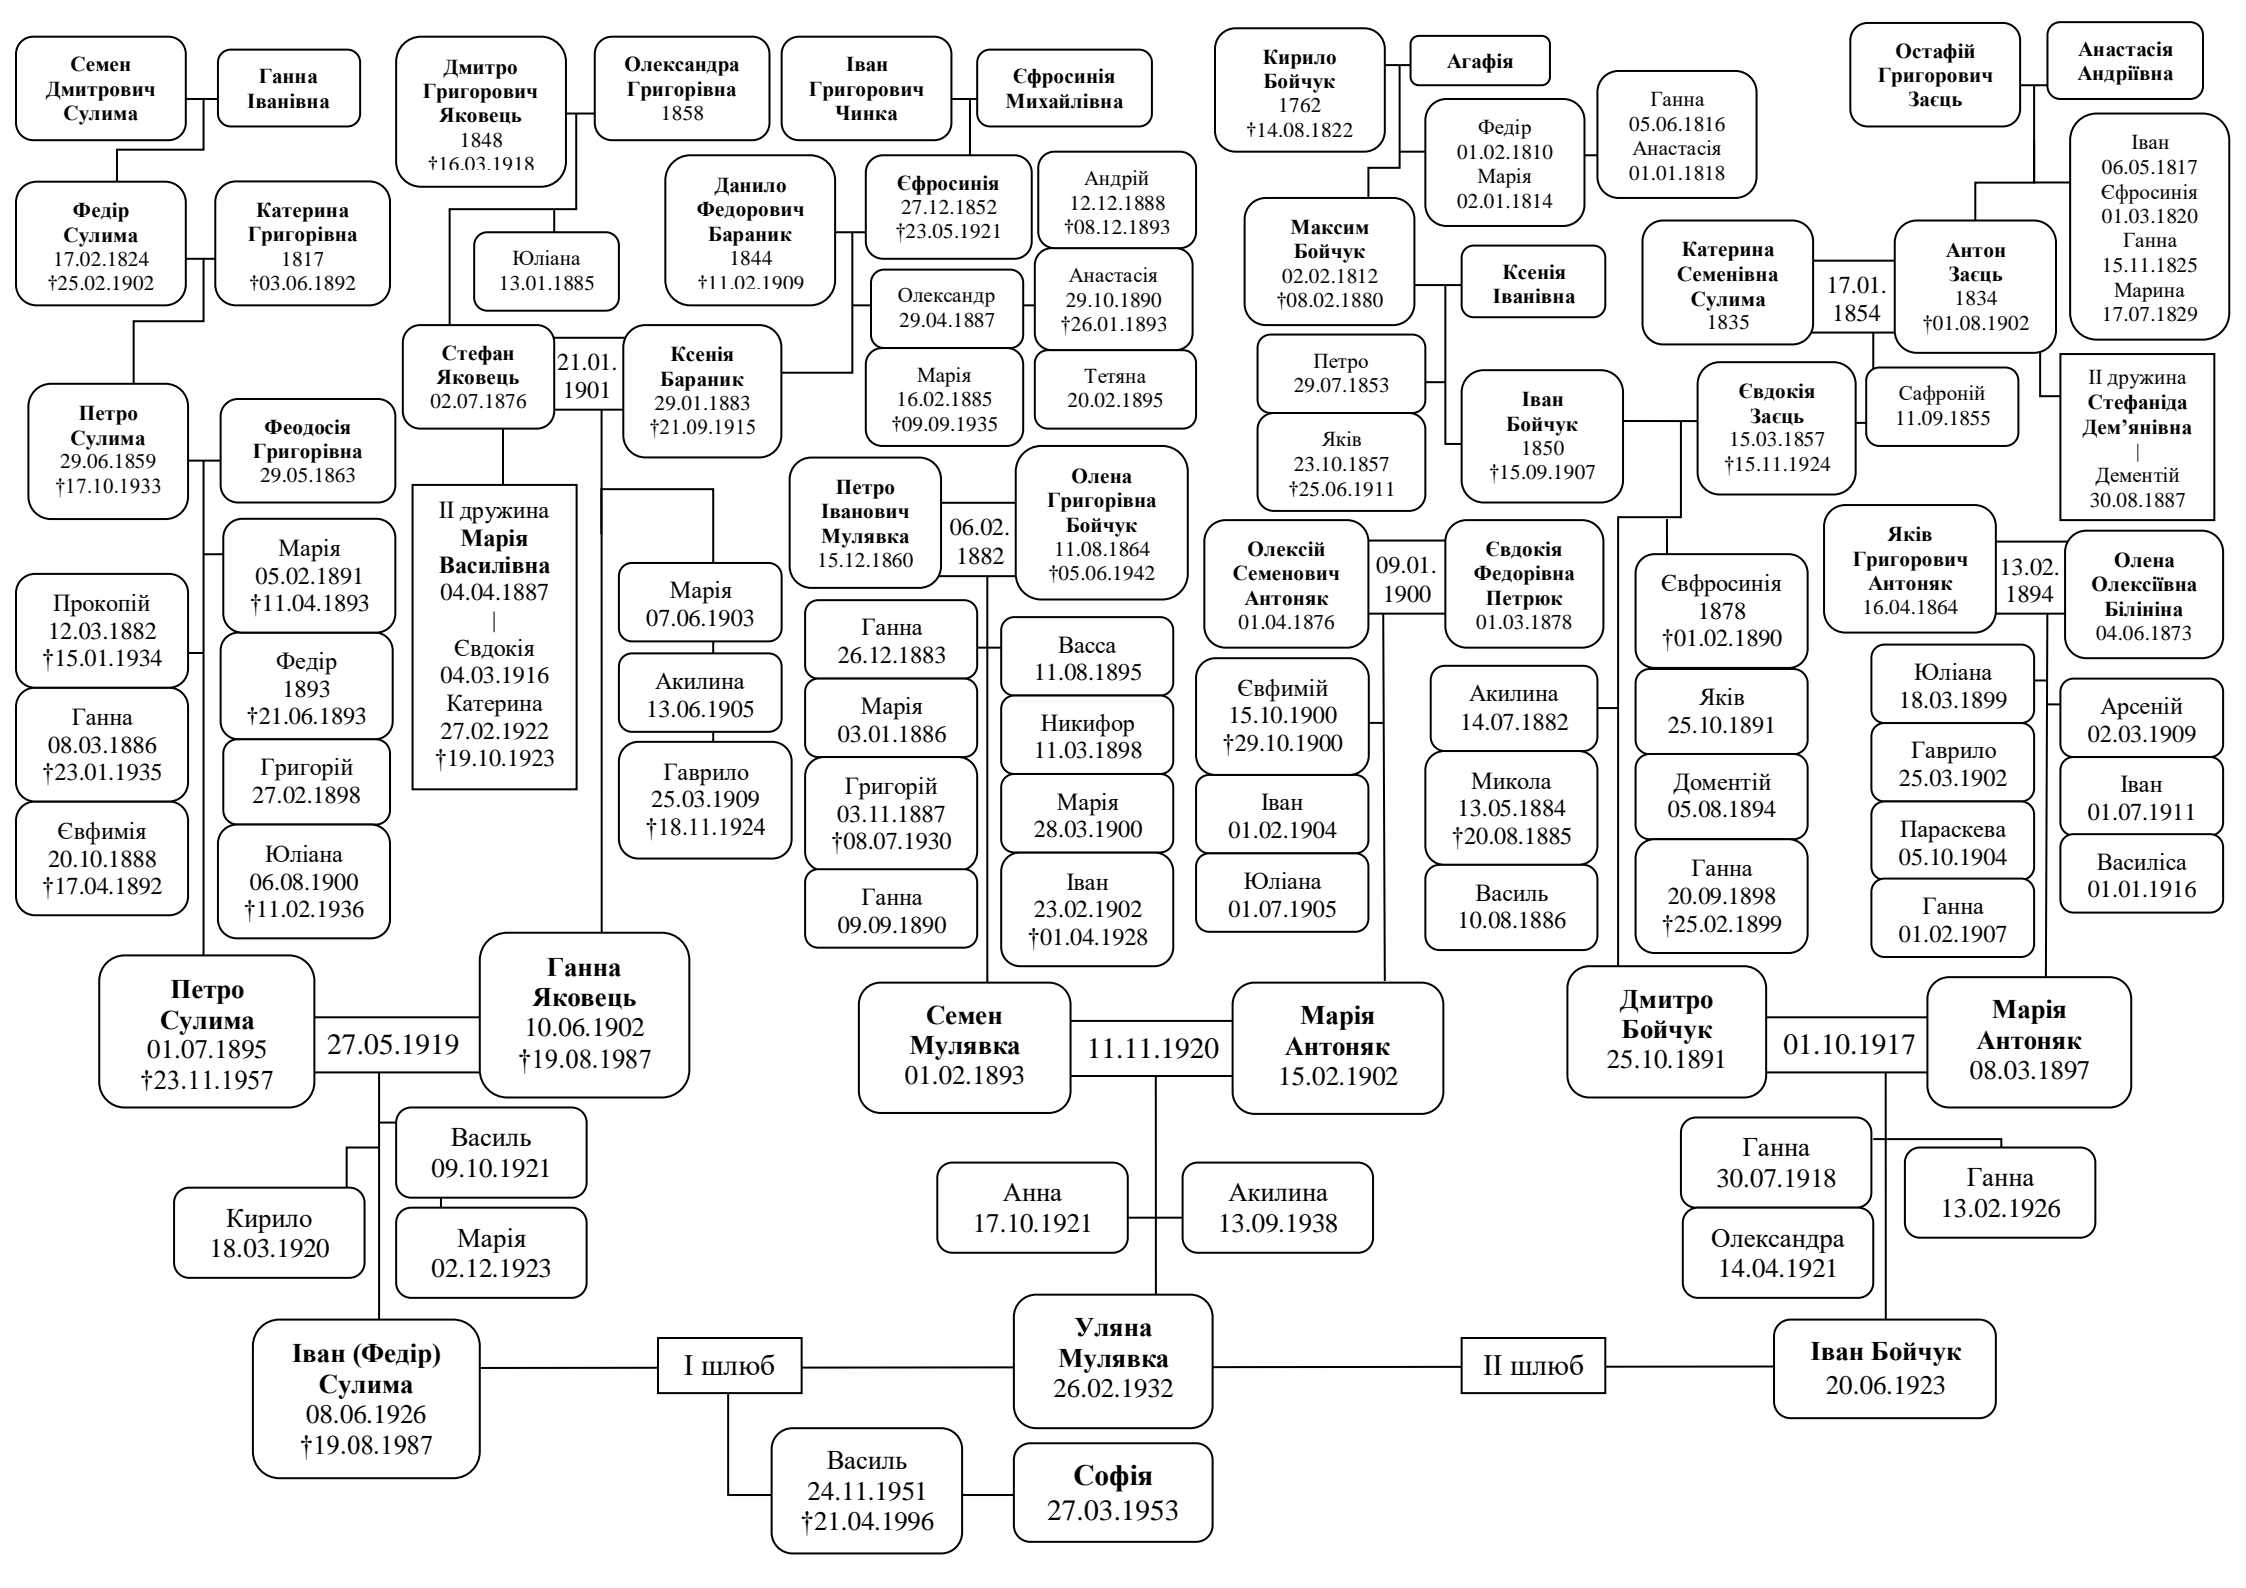 Семен
Дмитрович
Сулима
Ганна
Іванівна
Дмитро
Григорович
Яковець
1848
†16.03.1918
Олександра
Григорівна
1858
Іван
Григорович
Чинка
Єфросинія
Михайлівна
Кирило
Бойчук
1762
†14.08.1822
Агафія
Остафій
Григорович
Заєць
Анастасія
Андріївна
Федір
01.02.1810
Марія
02.01.1814
Ганна
05.06.1816
Анастасія
01.01.1818
Іван
06.05.1817
Єфросинія
01.03.1820
Ганна
15.11.1825
Марина
17.07.1829
Федір
Сулима
17.02.1824
†25.02.1902
Катерина
Григорівна
1817
†03.06.1892
Юліана
13.01.1885
Данило
Федорович
Бараник
1844
†11.02.1909
Єфросинія
27.12.1852
†23.05.1921
Андрій
12.12.1888
†08.12.1893
Олександр
29.04.1887
Анастасія
29.10.1890
†26.01.1893
Марія
16.02.1885
†09.09.1935
Тетяна
20.02.1895
Максим
Бойчук
02.02.1812
†08.02.1880
Ксенія
Іванівна
Катерина
Семенівна
Сулима
1835
17.01.
1854
Антон
Заєць
1834
†01.08.1902
Петро
29.07.1853
Яків
23.10.1857
†25.06.1911
Іван
Бойчук
1850
†15.09.1907
Євдокія
Заєць
15.03.1857
†15.11.1924
Сафроній
11.09.1855
ІІ дружина
Стефаніда
Дем’янівна
|
Дементій
30.08.1887
Стефан
Яковець
02.07.1876
21.01.
1901
Ксенія
Бараник
29.01.1883
†21.09.1915
Петро
Сулима
29.06.1859
†17.10.1933
Феодосія
Григорівна
29.05.1863
ІІ дружина
Марія
Василівна
04.04.1887
|
Євдокія
04.03.1916
Катерина
27.02.1922
†19.10.1923
Петро
Іванович
Мулявка
15.12.1860
06.02.
1882
Олена
Григорівна
Бойчук
11.08.1864
†05.06.1942
Олексій
Семенович
Антоняк
01.04.1876
09.01.
1900
Євдокія
Федорівна
Петрюк
01.03.1878
Яків
Григорович
Антоняк
16.04.1864
13.02.
1894
Олена
Олексіївна
Білініна
04.06.1873
Прокопій
12.03.1882
†15.01.1934
Ганна
08.03.1886
†23.01.1935
Євфимія
20.10.1888
†17.04.1892
Марія
05.02.1891
†11.04.1893
Федір
1893
†21.06.1893
Григорій
27.02.1898
Юліана
06.08.1900
†11.02.1936
Марія
07.06.1903
Акилина
13.06.1905
Гаврило
25.03.1909
†18.11.1924
Ганна
26.12.1883
Марія
03.01.1886
Григорій
03.11.1887
†08.07.1930
Ганна
09.09.1890
Васса
11.08.1895
Никифор
11.03.1898
Марія
28.03.1900
Іван
23.02.1902
†01.04.1928
Євфимій
15.10.1900
†29.10.1900
Іван
01.02.1904
Юліана
01.07.1905
Акилина
14.07.1882
Микола
13.05.1884
†20.08.1885
Василь
10.08.1886
Євфросинія
1878
†01.02.1890
Яків
25.10.1891
Доментій
05.08.1894
Ганна
20.09.1898
†25.02.1899
Юліана
18.03.1899
Гаврило
25.03.1902
Параскева
05.10.1904
Ганна
01.02.1907
Арсеній
02.03.1909
Іван
01.07.1911
Василіса
01.01.1916
Петро
Сулима
01.07.1895
†23.11.1957
27.05.1919
Ганна
Яковець
10.06.1902
†19.08.1987
Семен
Мулявка
01.02.1893
11.11.1920
Марія
Антоняк
15.02.1902
Дмитро
Бойчук
25.10.1891
01.10.1917
Марія
Антоняк
08.03.1897
Кирило
18.03.1920
Василь
09.10.1921
Марія
02.12.1923
Анна
17.10.1921
Акилина
13.09.1938
Ганна
30.07.1918
Олександра
14.04.1921
Ганна
13.02.1926
Іван (Федір)
Сулима
08.06.1926
†19.08.1987
І шлюб
Уляна
Мулявка
26.02.1932
ІІ шлюб
Іван Бойчук
20.06.1923
Василь
24.11.1951
†21.04.1996
Софія
27.03.1953